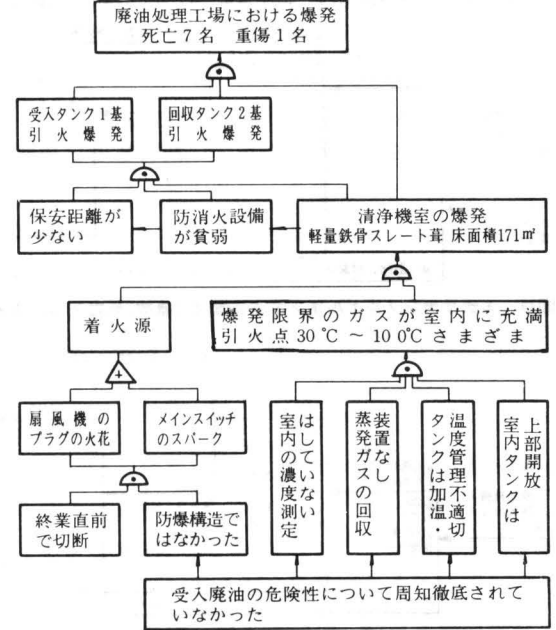 廃油処理工場における爆発
死亡7名 重傷1名
受入タンク1基
引火爆発
回収タンク2基
引火爆発
保安距離が
少ない
防消火設備
が貧弱
清浄機室の爆発
軽量鉄骨スレート葺 床面積171㎡
着火源
爆発限界のガスが室内に充満
引火点30℃～100℃さまざま
+
扇風機の
プラグの火花
メインスイッチ
のスパーク
室内の濃度測定
はしていない
蒸発ガスの回収
装置なし
タンクは加温・
温度管理不適切
室内タンクは
上部開放
終業直前
で切断
防爆構造で
はなかった
受入廃油の危険性について周知徹底されて
いなかった